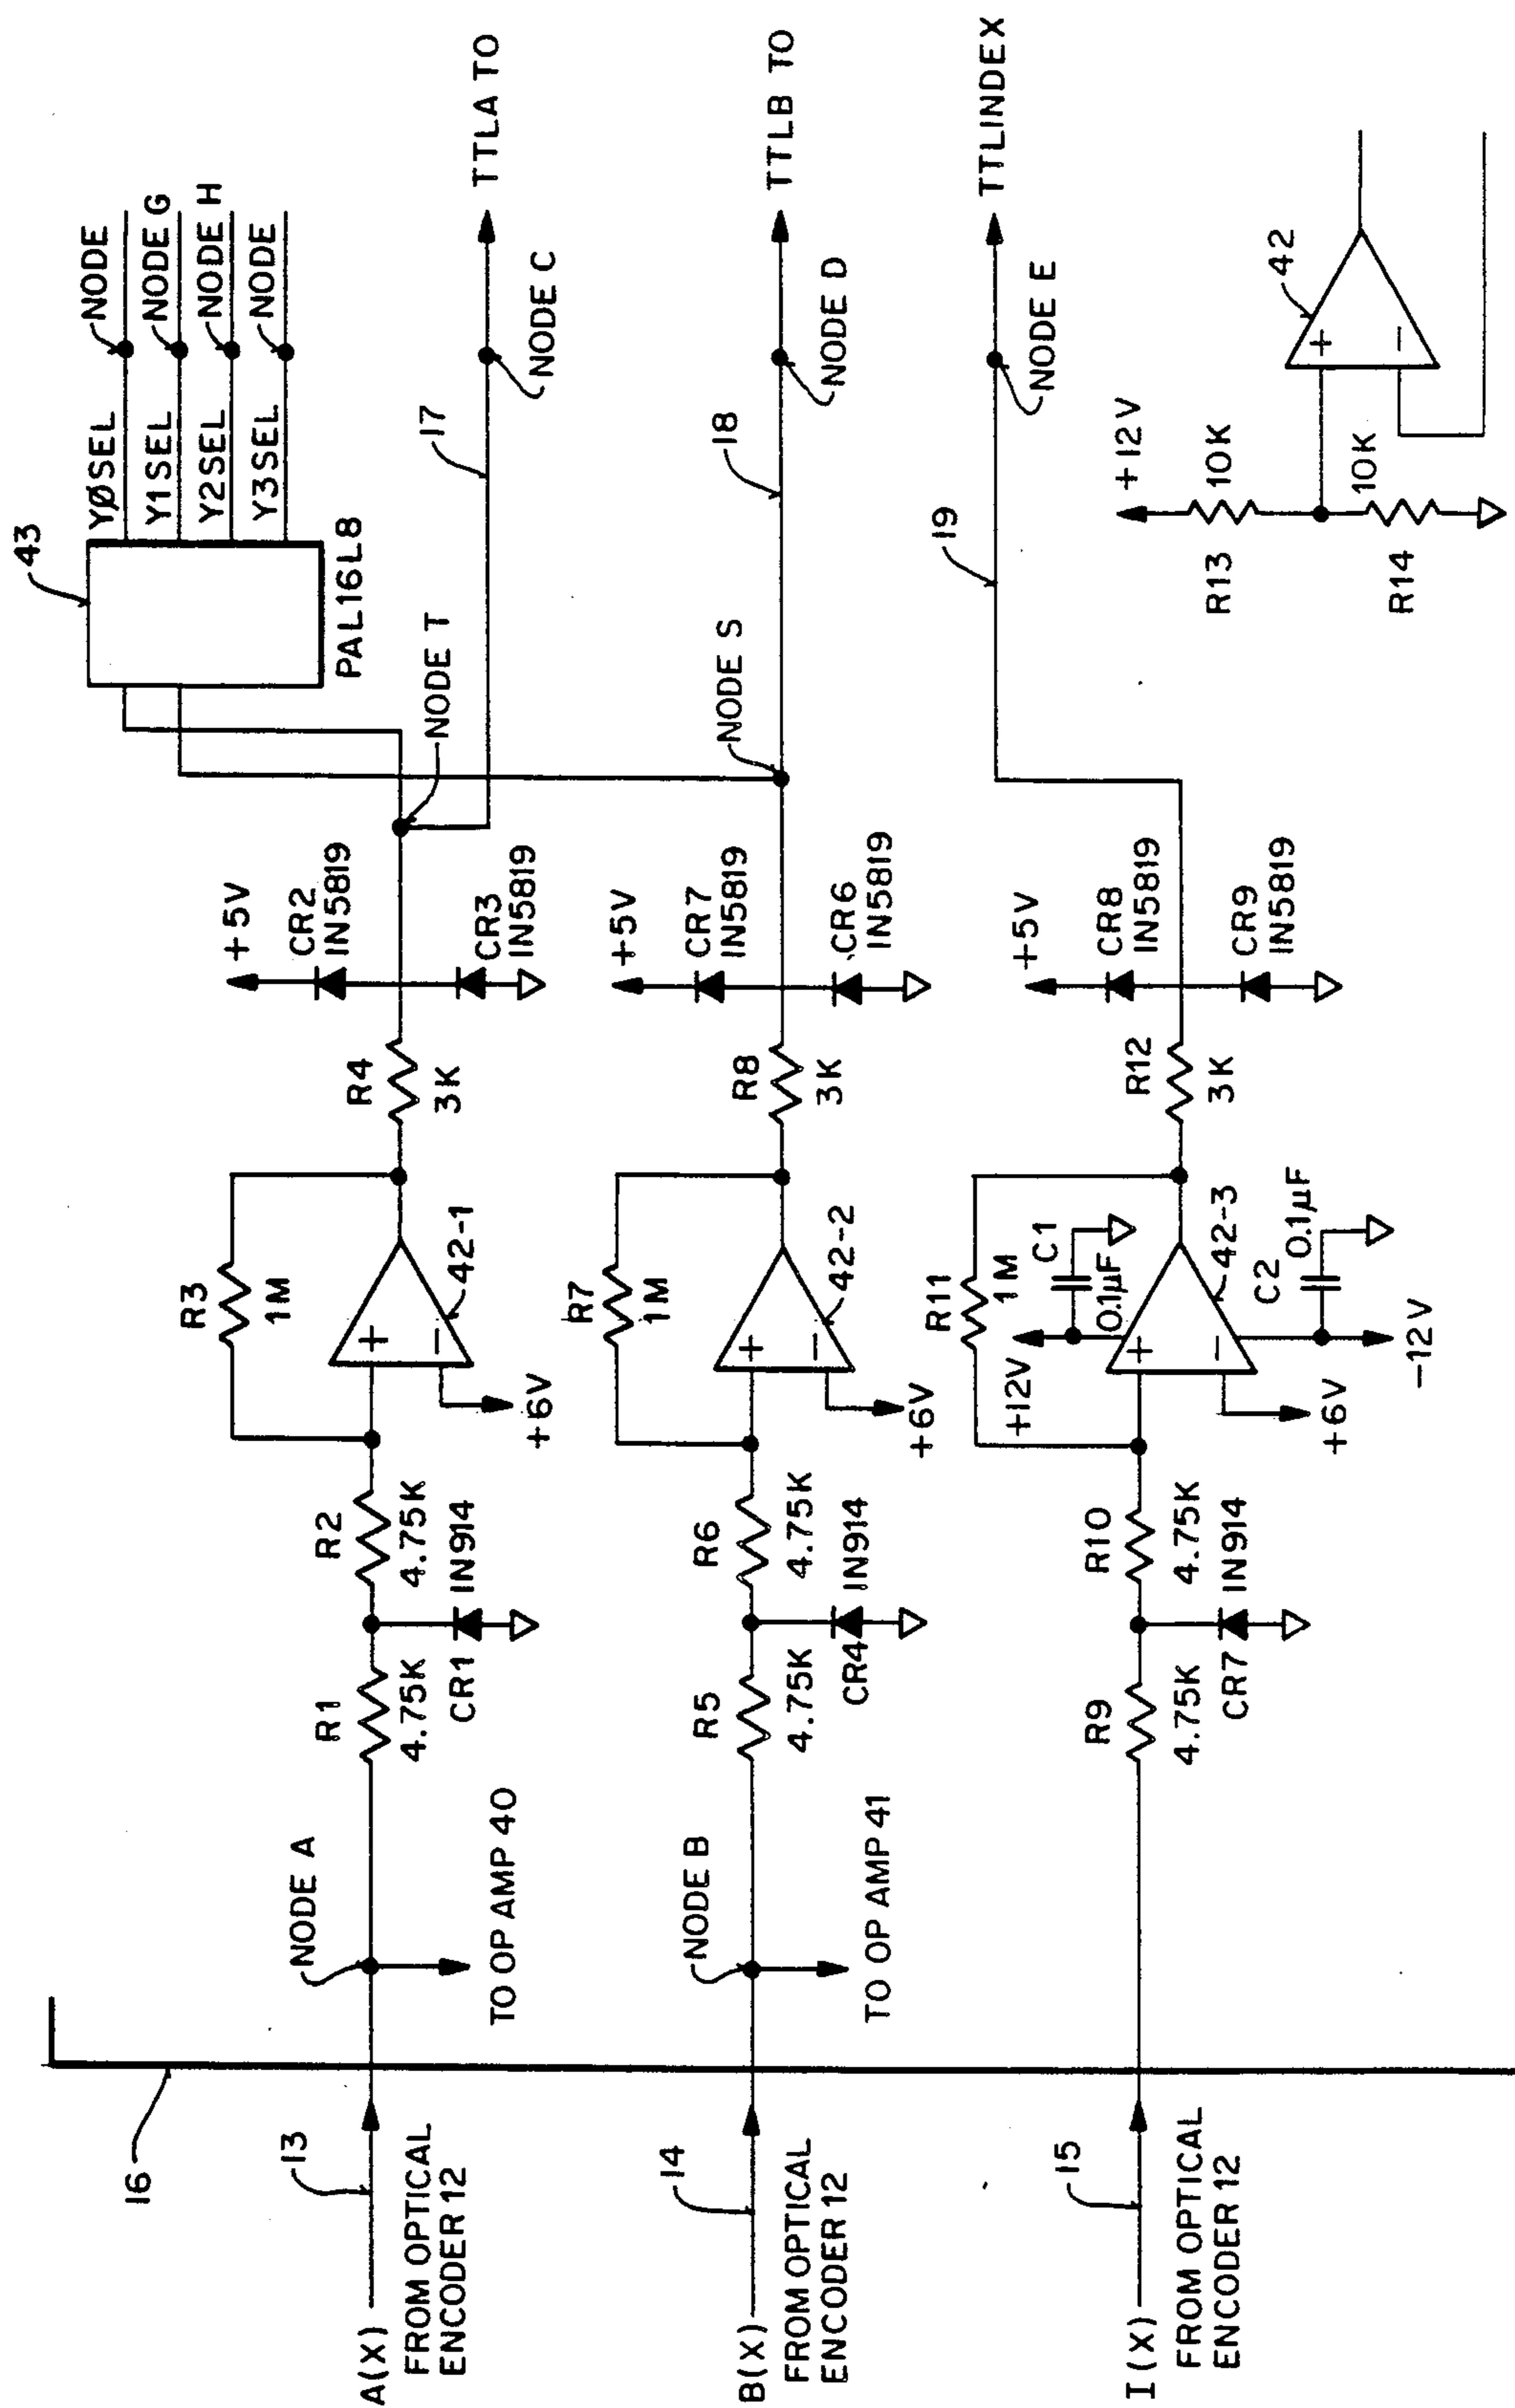 16
13
A(X)
FROM OPTICAL
ENCODER 12
NODE A
TO OP AMP 40
R1
4.75K
CR1
IN914
R2
4.75K
R3
1M
+6V
42-1
R4
3K
+5V
CR2
IN5819
CR3
IN5819
NODE T
17
NODE C
TTLA TO
43
PAL16L8
YØSEL
Y1SEL
Y2SEL
Y3SEL
NODE
NODE G
NODE H
NODE
14
B(X)
FROM OPTICAL
ENCODER 12
NODE B
TO OP AMP 41
R5
4.75K
CR4
IN914
R6
4.75K
R7
1M
+6V
42-2
R8
3K
+5V
CR7
IN5819
CR6
IN5819
NODE S
18
NODE D
TTLB TO
15
I(X)
FROM OPTICAL
ENCODER 12
R9
4.75K
CR7
IN914
R10
4.75K
R11
1M
+12V
C1
0.1µF
+
−
+6V
42-3
C2
0.1µF
-12V
R12
3K
+5V
CR8
IN5819
CR9
IN5819
19
NODE E
TTLINDEX
+12V
R13
10K
R14
10K
+
−
42